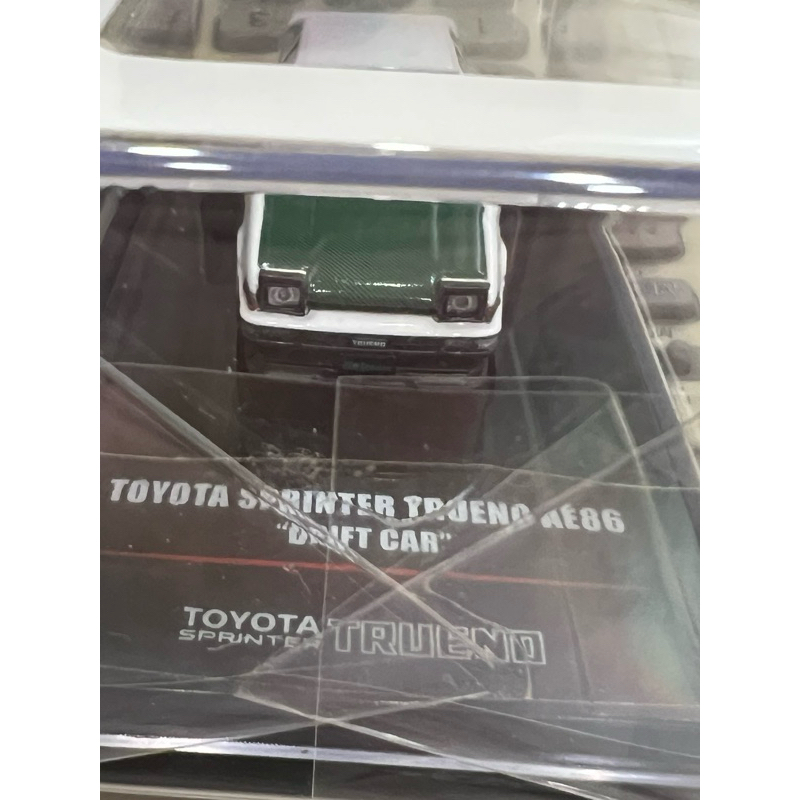 TRUENO
TOYOTA SPRINTER TRUENO AE86
"DRIFT CAR"
TOYOTA
SPRINTER TRUENO